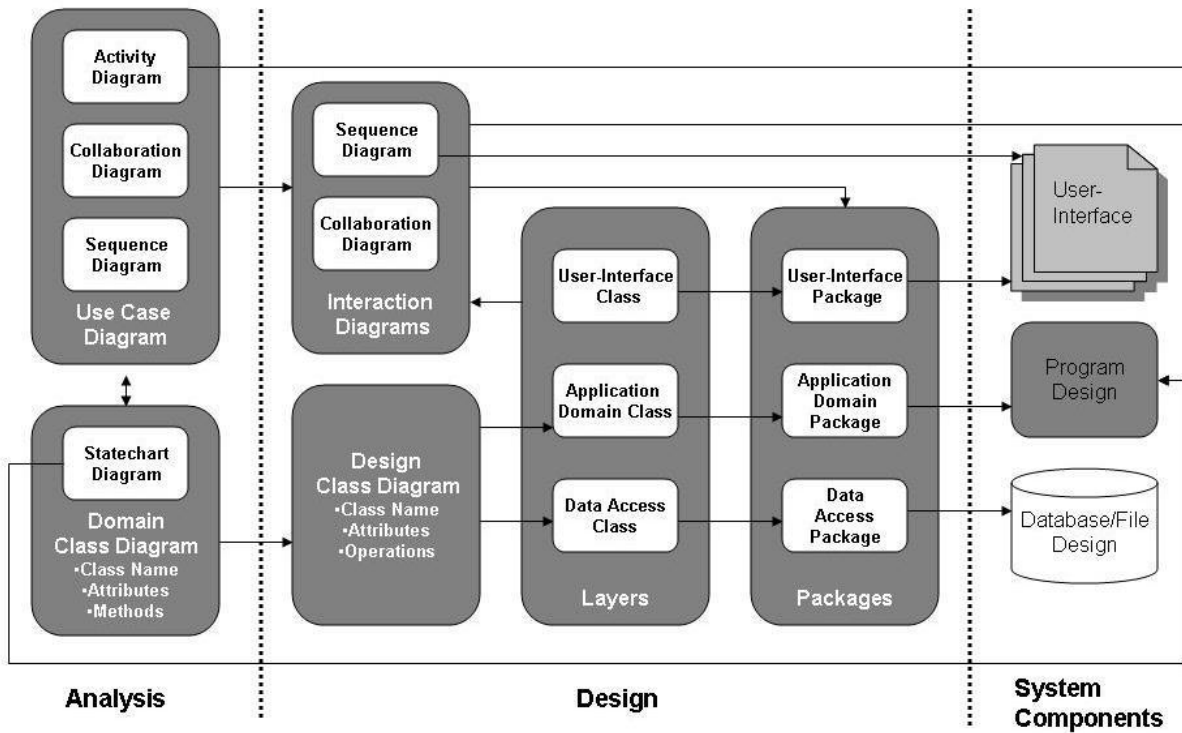 Activity
Diagram
Collaboration
Diagram
Sequence
Diagram
Use Case
Diagram
Statechart
Diagram
Domain
Class Diagram
•Class Name
•Attributes
•Methods
Analysis
Sequence
Diagram
Collaboration
Diagram
Interaction
Diagrams
Design
Class Diagram
•Class Name
•Attributes
•Operations
User-Interface
Class
Application
Domain Class
Data Access
Class
Layers
User-Interface
Package
Application
Domain
Package
Data
Access
Package
Packages
Design
User-
Interface
Program
Design
Database/File
Design
System
Components